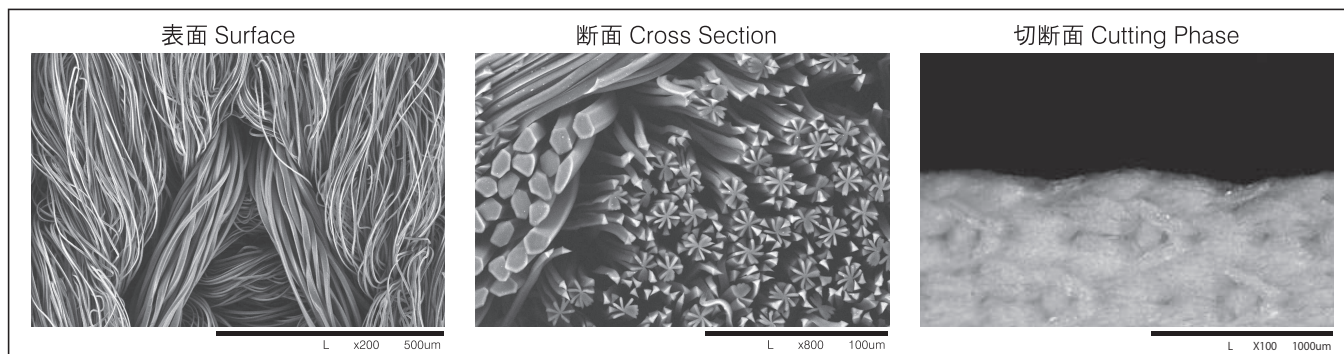 表面 Surface
断面 Cross Section
切断面 Cutting Phase
L x200 500um
L x800 100um
L X100 1000um